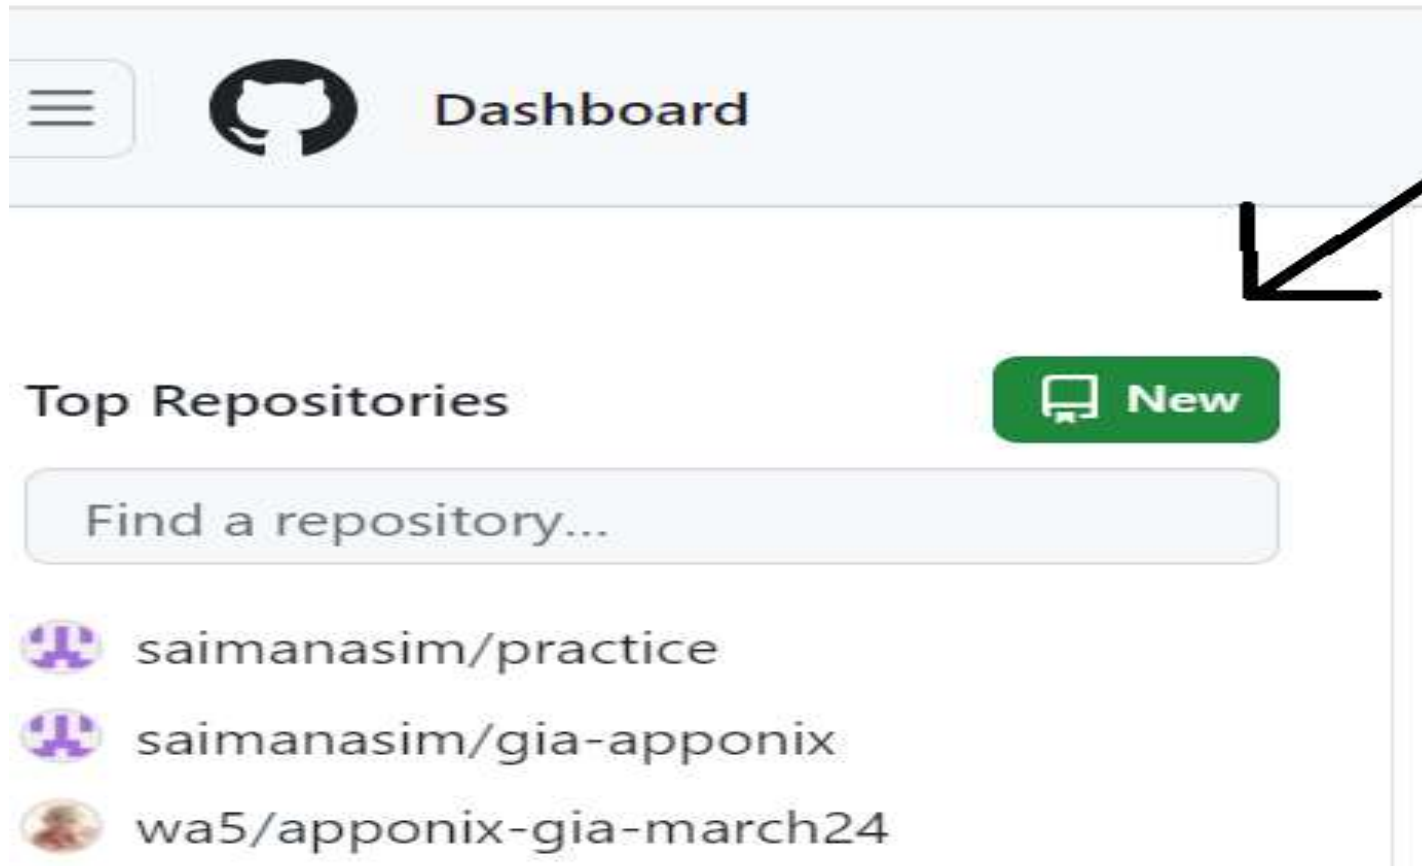 Dashboard
Top Repositories
New
Find a repository...
saimanasim/practice
saimanasim/gia-apponix
wa5/apponix-gia-march24